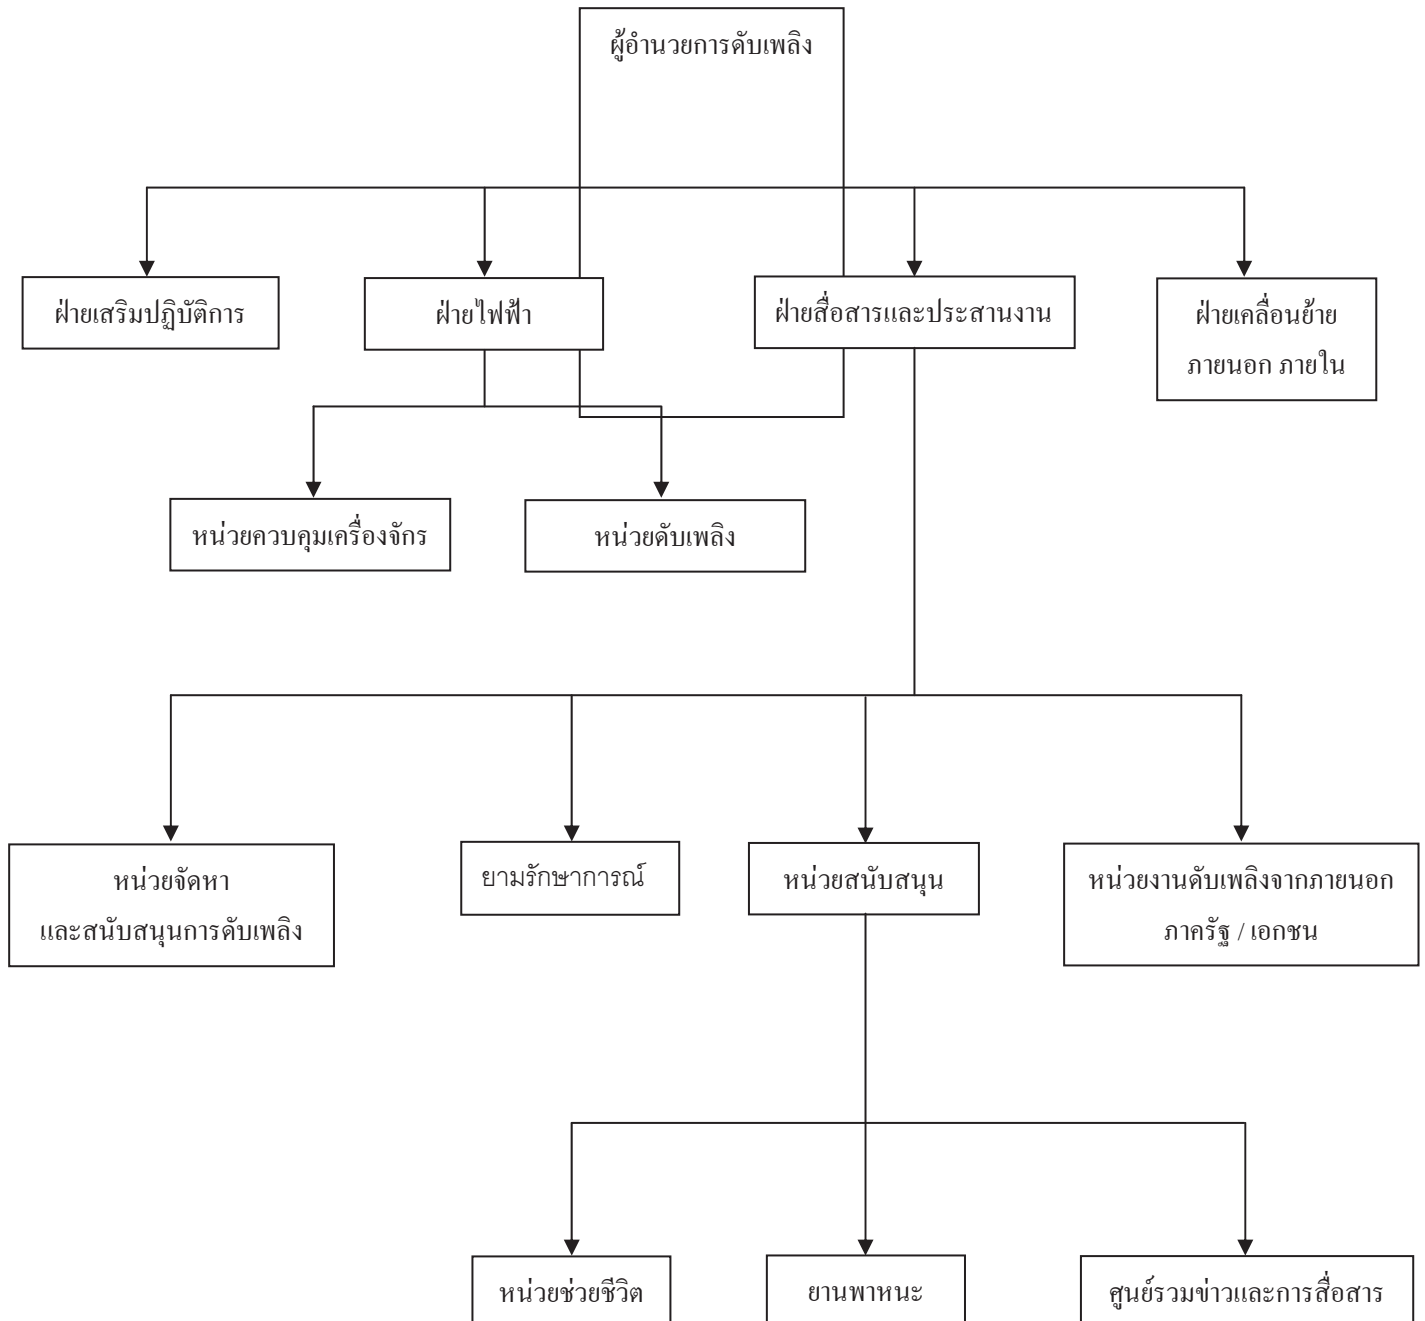 ผู้อำนวยการดับเพลิง
ฝ่ายเสริมปฏิบัติการ
ฝ่ายไฟฟ้า
ฝ่ายสื่อสารและประสานงาน
ฝ่ายเคลื่อนย้าย
ภายนอก ภายใน
หน่วยควบคุมเครื่องจักร
หน่วยดับเพลิง
หน่วยจัดหา
และสนับสนุนการดับเพลิง
ยามรักษาการณ์
หน่วยสนับสนุน
หน่วยงานดับเพลิงจากภายนอก
ภาครัฐ / เอกชน
หน่วยช่วยชีวิต
ยานพาหนะ
ศูนย์รวมข่าวและการสื่อสาร